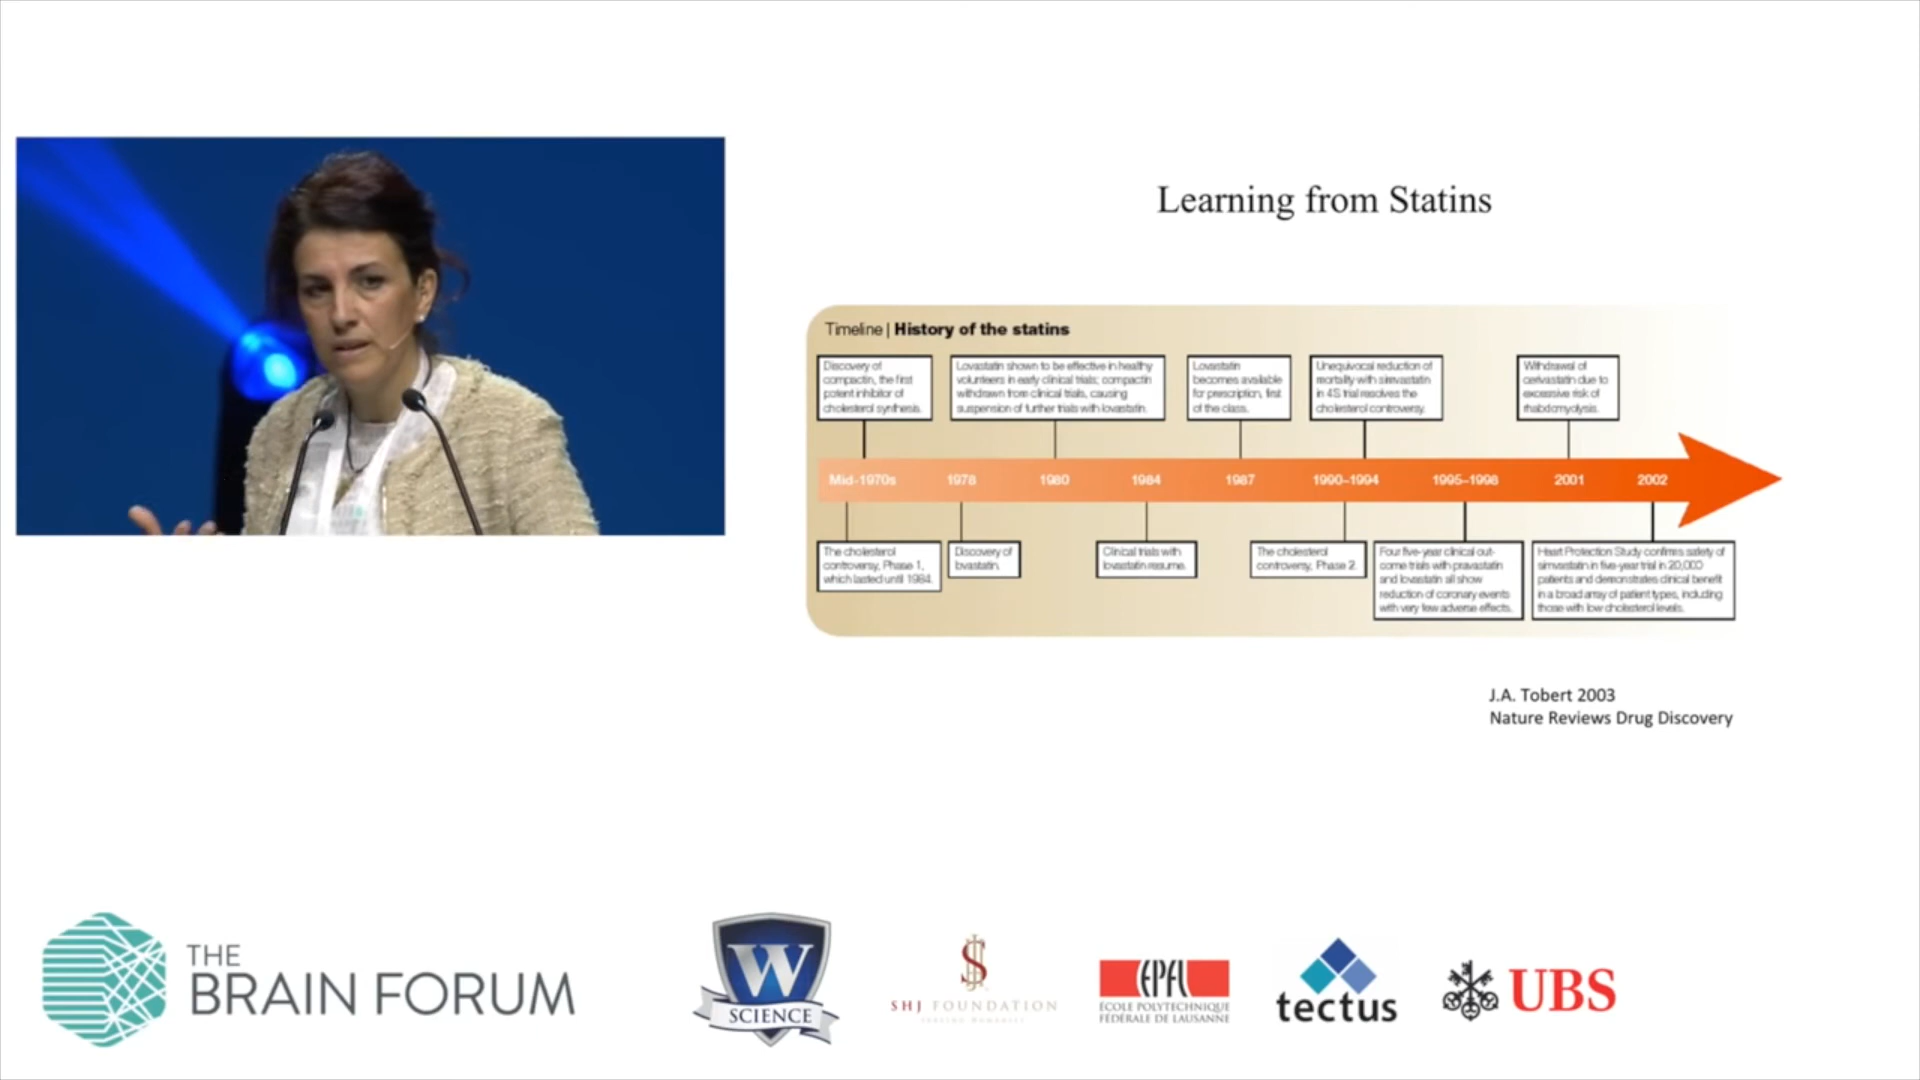 Learning from Statins
Timeline | History of the statins
Discovery of
compactin, the first
potent inhibitor of
cholesterol synthesis.
Lovastatin shown to be effective in healthy
volunteers in early clinical trials; compactin
withdrawn from clinical trials, causing
suspension of further trials with lovastatin.
Lovastatin
becomes available
for prescription, first
of the class.
Unequivocal reduction of
mortality with simvastatin
in 4S trial resolves the
cholesterol controversy.
Withdrawal of
cerivastatin due to
excessive risk of
rhabdomyolysis.
Mid-1970s 1978 1980 1984 1987 1990–1994 1995–1998 2001 2002
The cholesterol
controversy, Phase 1,
which lasted until 1984.
Discovery of
lovastatin.
Clinical trials with
lovastatin resume.
The cholesterol
controversy, Phase 2.
Four five-year clinical out-
come trials with pravastatin
and lovastatin all show
reduction of coronary events
with very few adverse effects.
Heart Protection Study confirms safety of
simvastatin in five-year trial in 20,000
patients and demonstrates clinical benefit
in a broad array of patient types, including
those with low cholesterol levels.
J.A. Tobert 2003
Nature Reviews Drug Discovery
THE
BRAIN FORUM
W
SCIENCE
SHJ FOUNDATION
EPFL
ÉCOLE POLYTECHNIQUE
FÉDÉRALE DE LAUSANNE
tectus
UBS